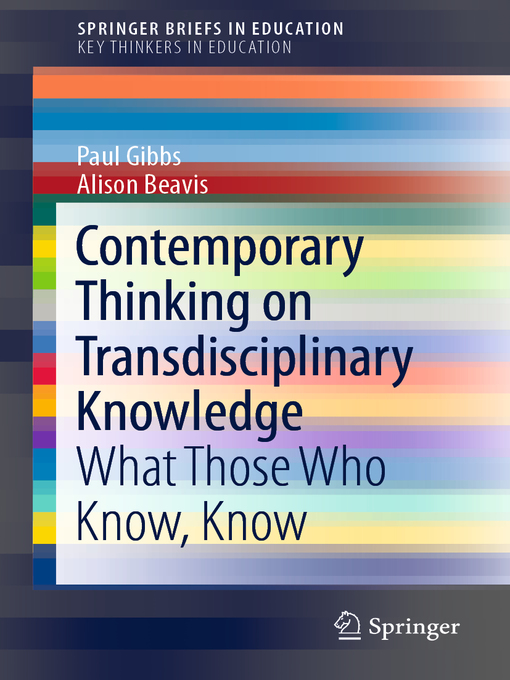 SPRINGER BRIEFS IN EDUCATION
KEY THINKERS IN EDUCATION
Paul Gibbs
Alison Beavis
Contemporary
Thinking on
Transdisciplinary
Knowledge
What Those Who
Know, Know
Springer